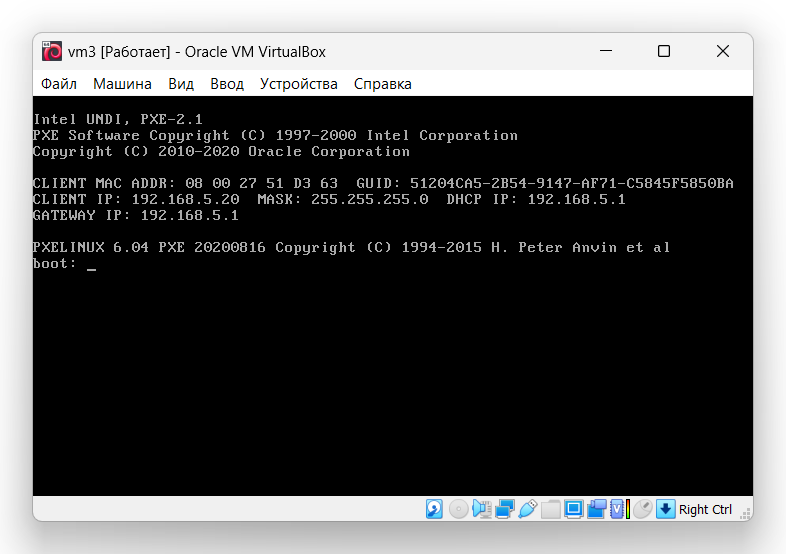 vm3 [Работает] - Oracle VM VirtualBox
Файл Машина Вид Ввод Устройства Справка
Intel UNDI, PXE-2.1
PXE Software Copyright (C) 1997-2000 Intel Corporation
Copyright (C) 2010-2020 Oracle Corporation
CLIENT MAC ADDR: 08 00 27 51 D3 63  GUID: 51204CA5-2B54-9147-AF71-C5845F5850BA
CLIENT IP: 192.168.5.20  MASK: 255.255.255.0  DHCP IP: 192.168.5.1
GATEWAY IP: 192.168.5.1
PXELINUX 6.04 PXE 20200816 Copyright (C) 1994-2015 H. Peter Anvin et al
boot: _
Right Ctrl